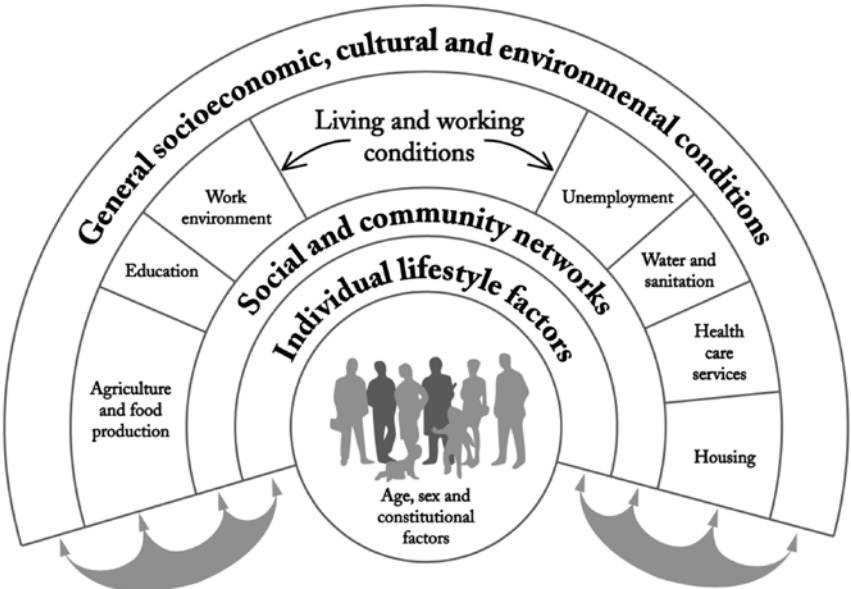 General socioeconomic, cultural and environmental conditions
Living and working
conditions
Work
environment
Unemployment
Education
Water and
sanitation
Agriculture
and food
production
Health
care
services
Housing
Social and community networks
Individual lifestyle factors
Age, sex and
constitutional
factors